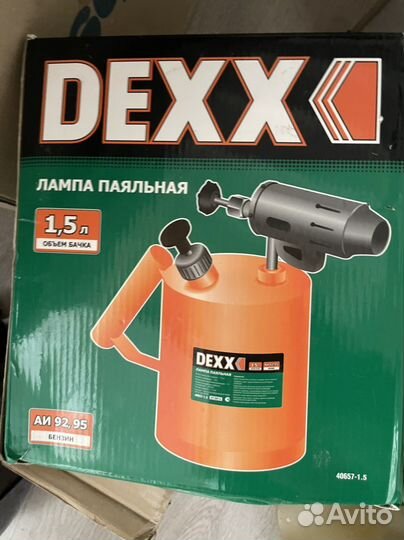 DEXX
ЛАМПА ПАЯЛЬНАЯ
1,5 л
ОБЪЕМ БАЧКА
DEXX
ЛАМПА ПАЯЛЬНАЯ
АИ 92, 95
БЕНЗИН
40657-1.5
Avito